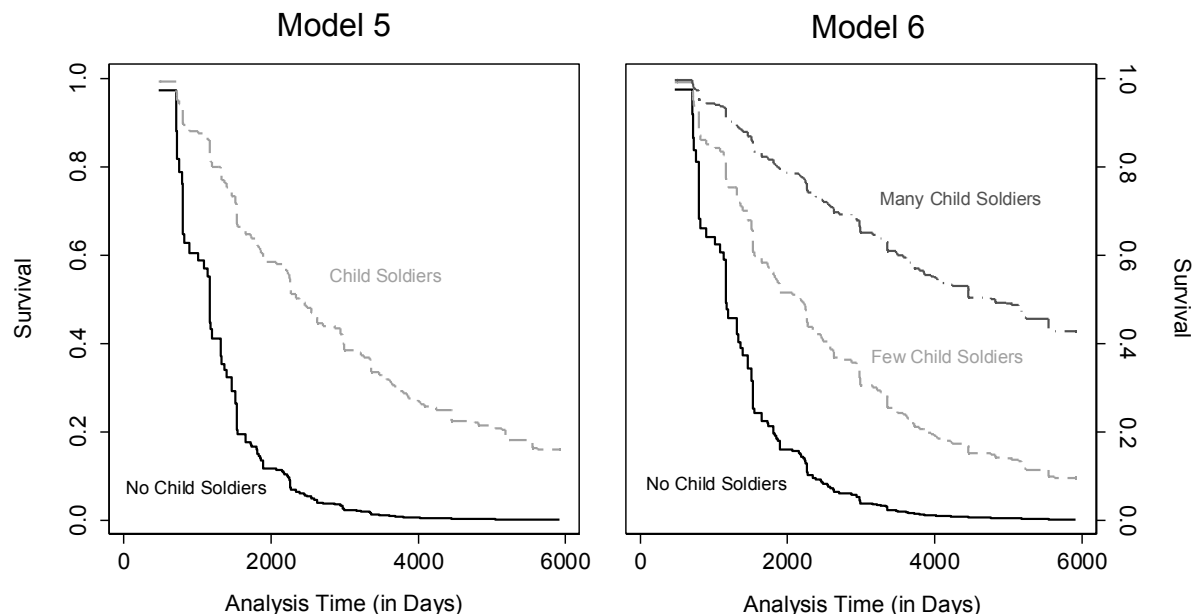 Model 5
Model 6
Survival
1.0
0.8
0.6
0.4
0.2
0.0
Child Soldiers
No Child Soldiers
0
2000
4000
6000
Analysis Time (in Days)
Many Child Soldiers
Few Child Soldiers
No Child Soldiers
0
2000
4000
6000
Analysis Time (in Days)
1.0
0.8
0.6
0.4
0.2
0.0
Survival